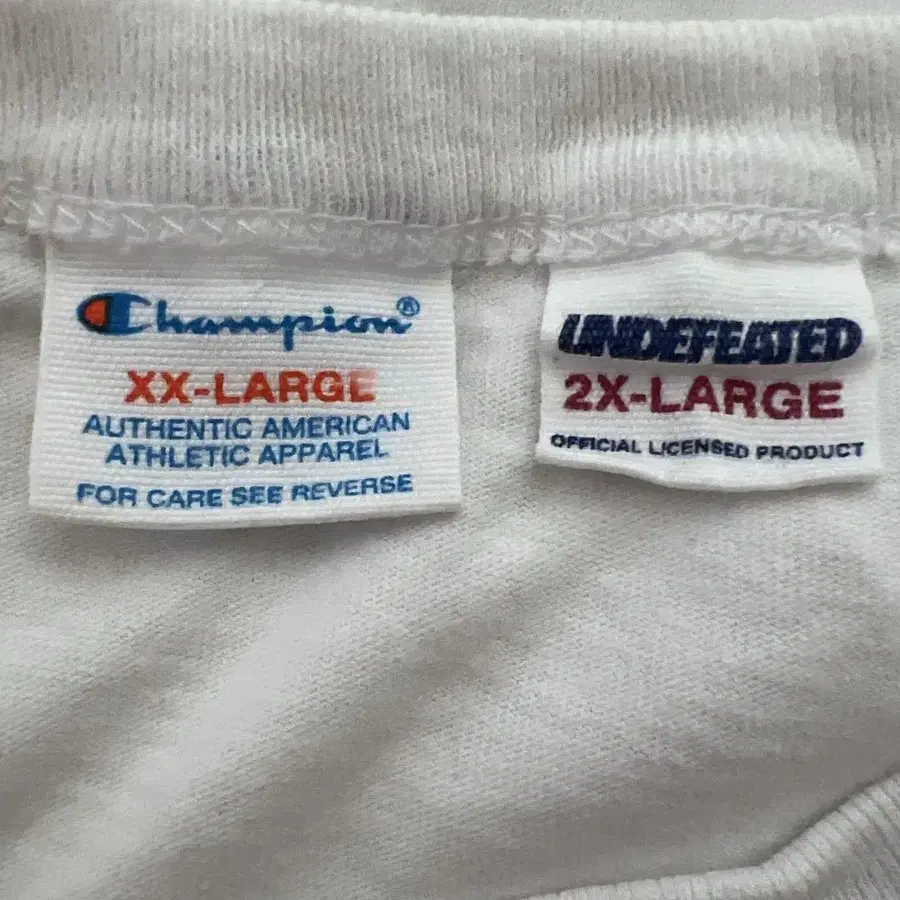 Champion®
XX-LARGE
AUTHENTIC AMERICAN
ATHLETIC APPAREL
FOR CARE SEE REVERSE
UNDEFEATED
2X-LARGE
OFFICIAL LICENSED PRODUCT